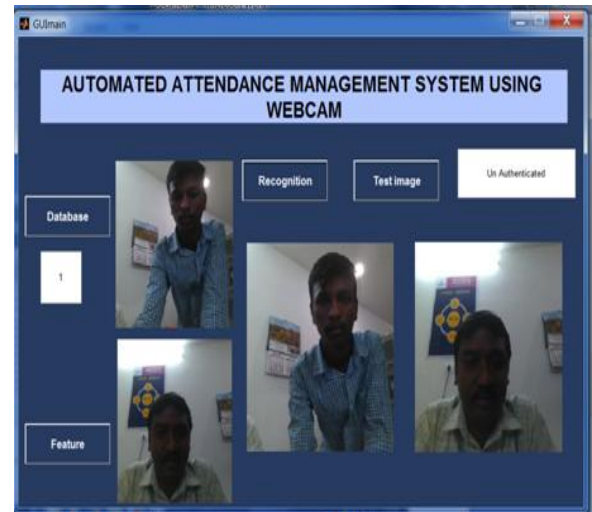 GUImain
AUTOMATED ATTENDANCE MANAGEMENT SYSTEM USING
WEBCAM
Recognition
Test image
Un Authenticated
Database
1
Feature